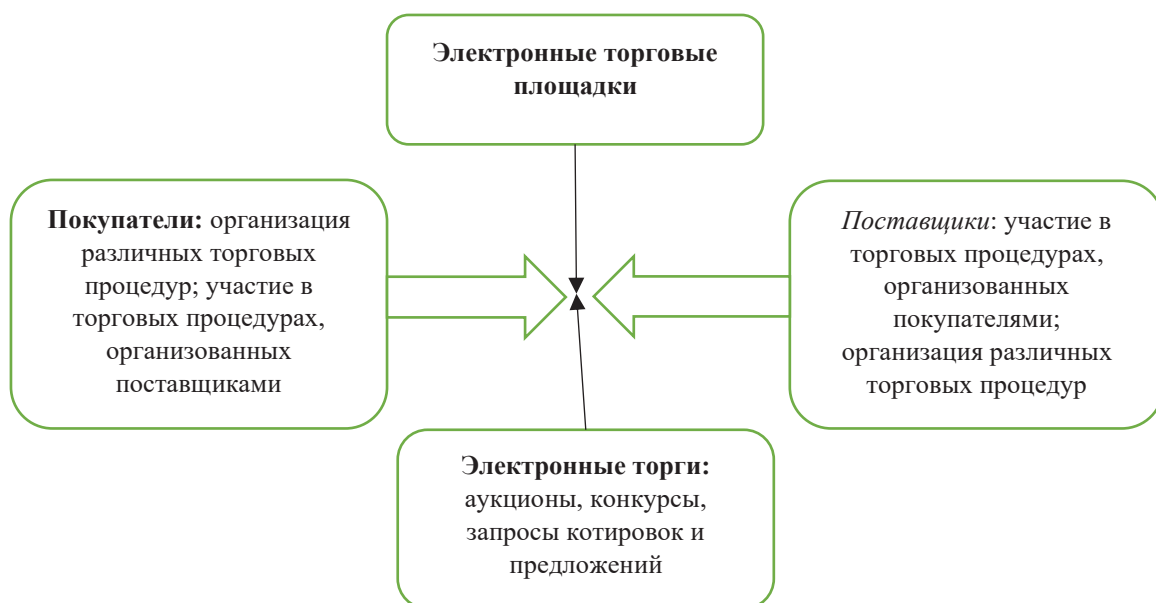 Электронные торговые
площадки
Покупатели: организация
различных торговых
процедур; участие в
торговых процедурах,
организованных
поставщиками
Поставщики: участие в
торговых процедурах,
организованных
покупателями;
организация различных
торговых процедур
Электронные торги:
аукционы, конкурсы,
запросы котировок и
предложений